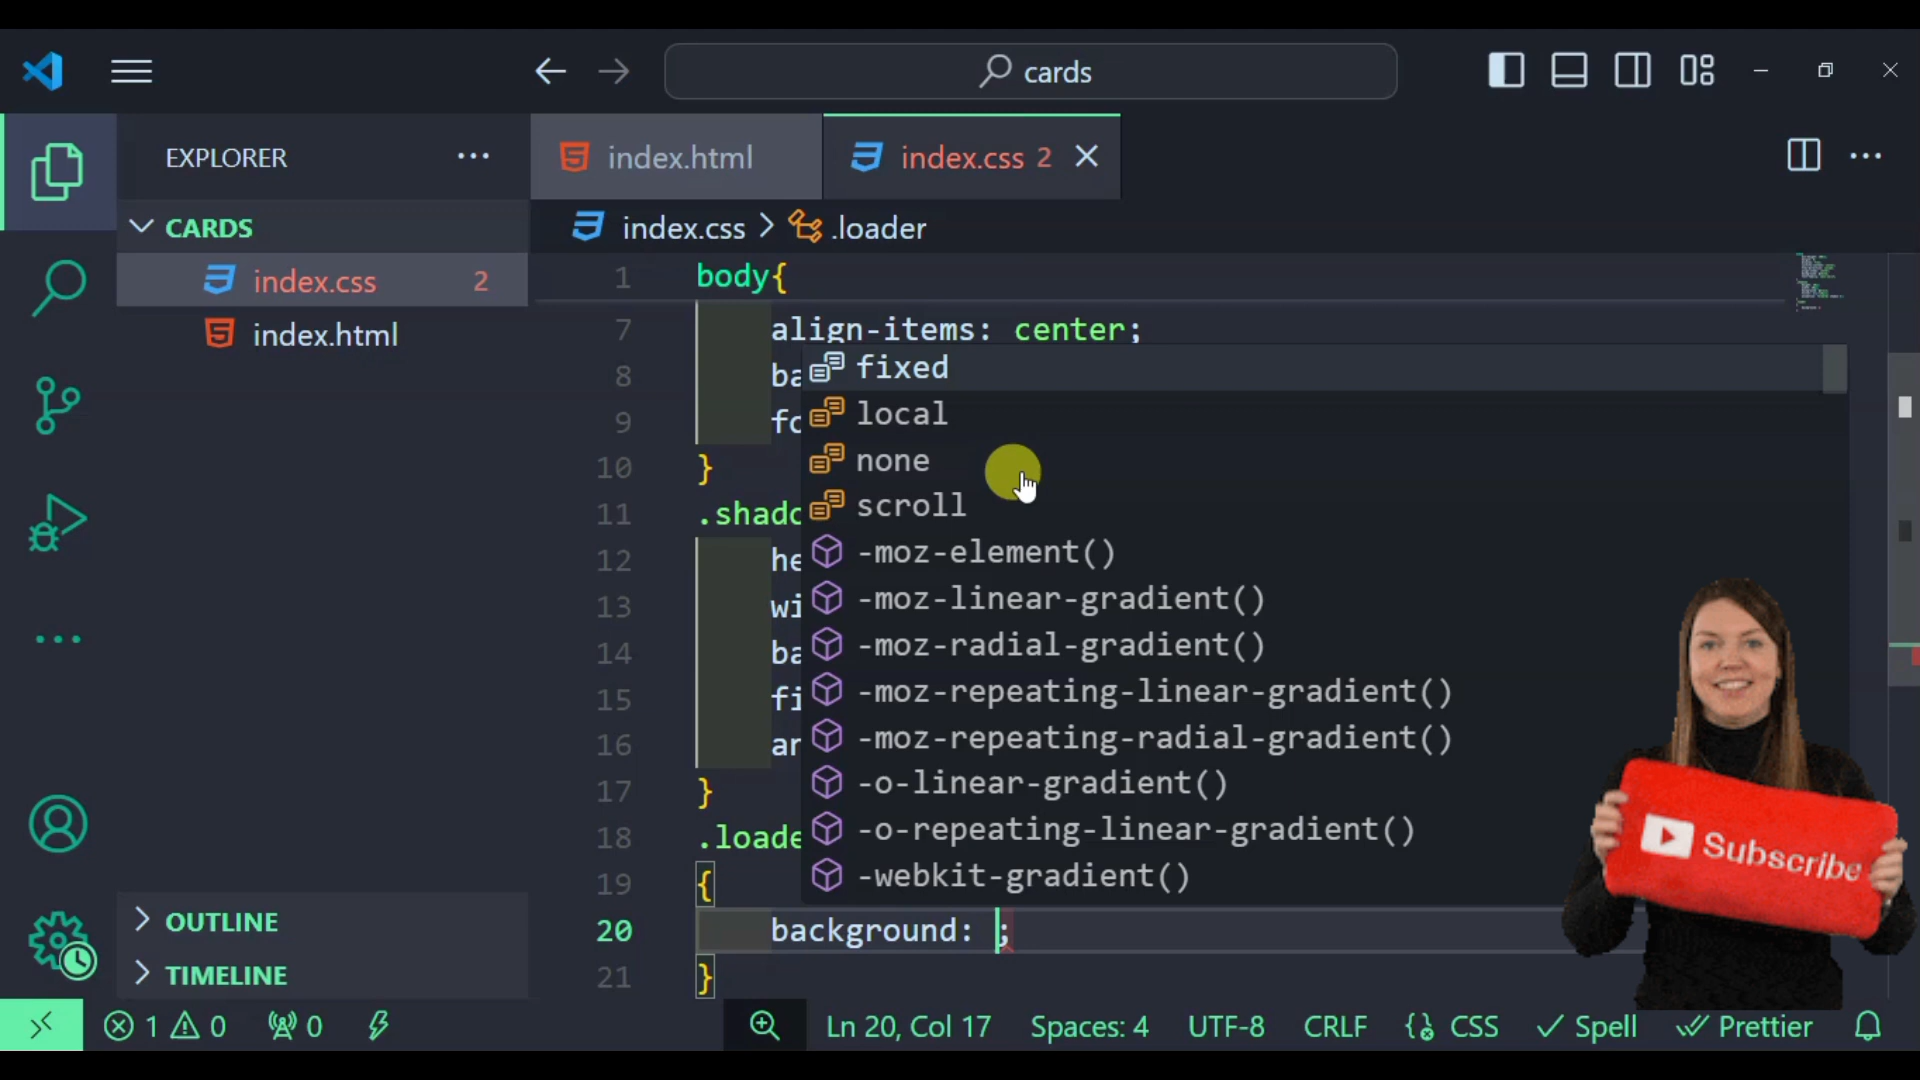 cards
EXPLORER
index.html
index.css 2
CARDS
index.css > .loader
index.css 2
index.html
1 body{
7 align-items: center;
8 ba
9 fo
10 }
11 .shado
12 he
13 wi
14 ba
15 fi
16 an
17 }
18 .loade
19 {
20 background: ;
21 }
fixed
local
none
scroll
-moz-element()
-moz-linear-gradient()
-moz-radial-gradient()
-moz-repeating-linear-gradient()
-moz-repeating-radial-gradient()
-o-linear-gradient()
-o-repeating-linear-gradient()
-webkit-gradient()
Subscribe
OUTLINE
TIMELINE
1 0 0 Ln 20, Col 17 Spaces: 4 UTF-8 CRLF {} CSS Spell Prettier